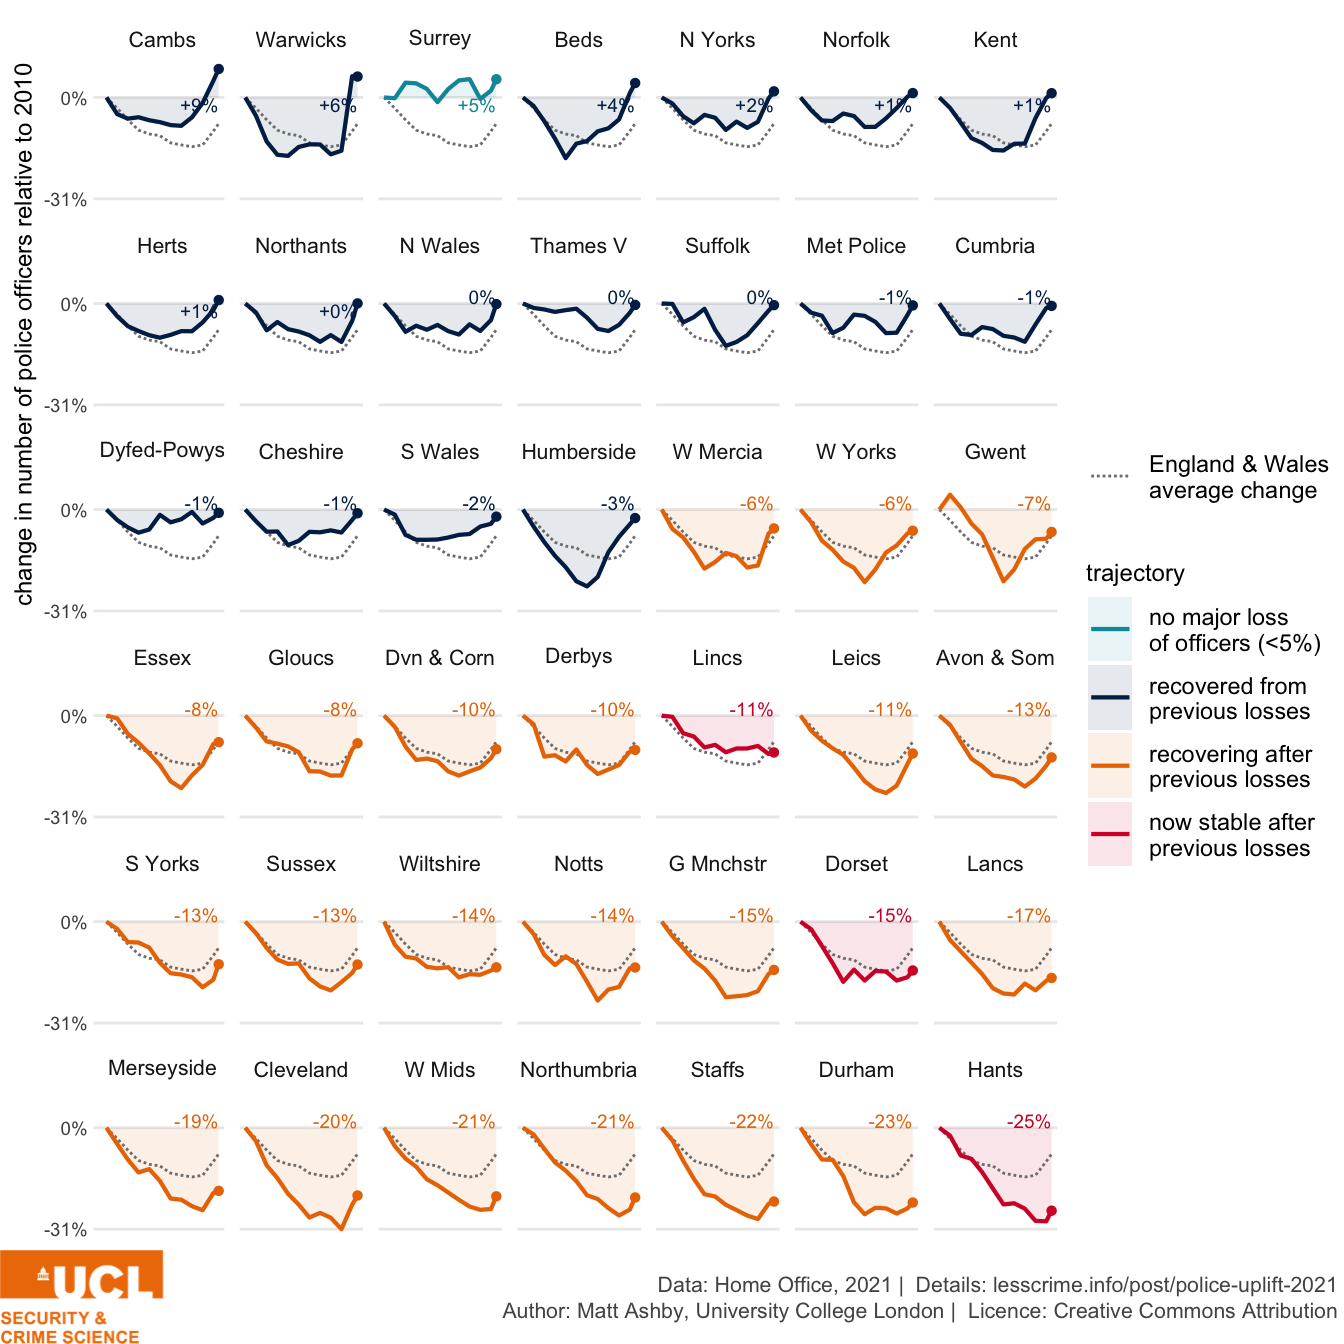 change in number of police officers relative to 2010
Cambs Warwicks Surrey Beds N Yorks Norfolk Kent
0% +9% +6% +5% +4% +2% +1% +1%
-31%
Herts Northants N Wales Thames V Suffolk Met Police Cumbria
0% +1% +0% 0% 0% 0% -1% -1%
-31%
Dyfed-Powys Cheshire S Wales Humberside W Mercia W Yorks Gwent
0% -1% -1% -2% -3% -6% -6% -7%
-31%
Essex Gloucs Dvn & Corn Derbys Lincs Leics Avon & Som
0% -8% -8% -10% -10% -11% -11% -13%
-31%
S Yorks Sussex Wiltshire Notts G Mnchstr Dorset Lancs
0% -13% -13% -14% -14% -15% -15% -17%
-31%
Merseyside Cleveland W Mids Northumbria Staffs Durham Hants
0% -19% -20% -21% -21% -22% -23% -25%
-31%
England & Wales
average change
trajectory
no major loss
of officers (<5%)
recovered from
previous losses
recovering after
previous losses
now stable after
previous losses
UCL
SECURITY &
CRIME SCIENCE
Data: Home Office, 2021 | Details: lesscrime.info/post/police-uplift-2021
Author: Matt Ashby, University College London | Licence: Creative Commons Attribution